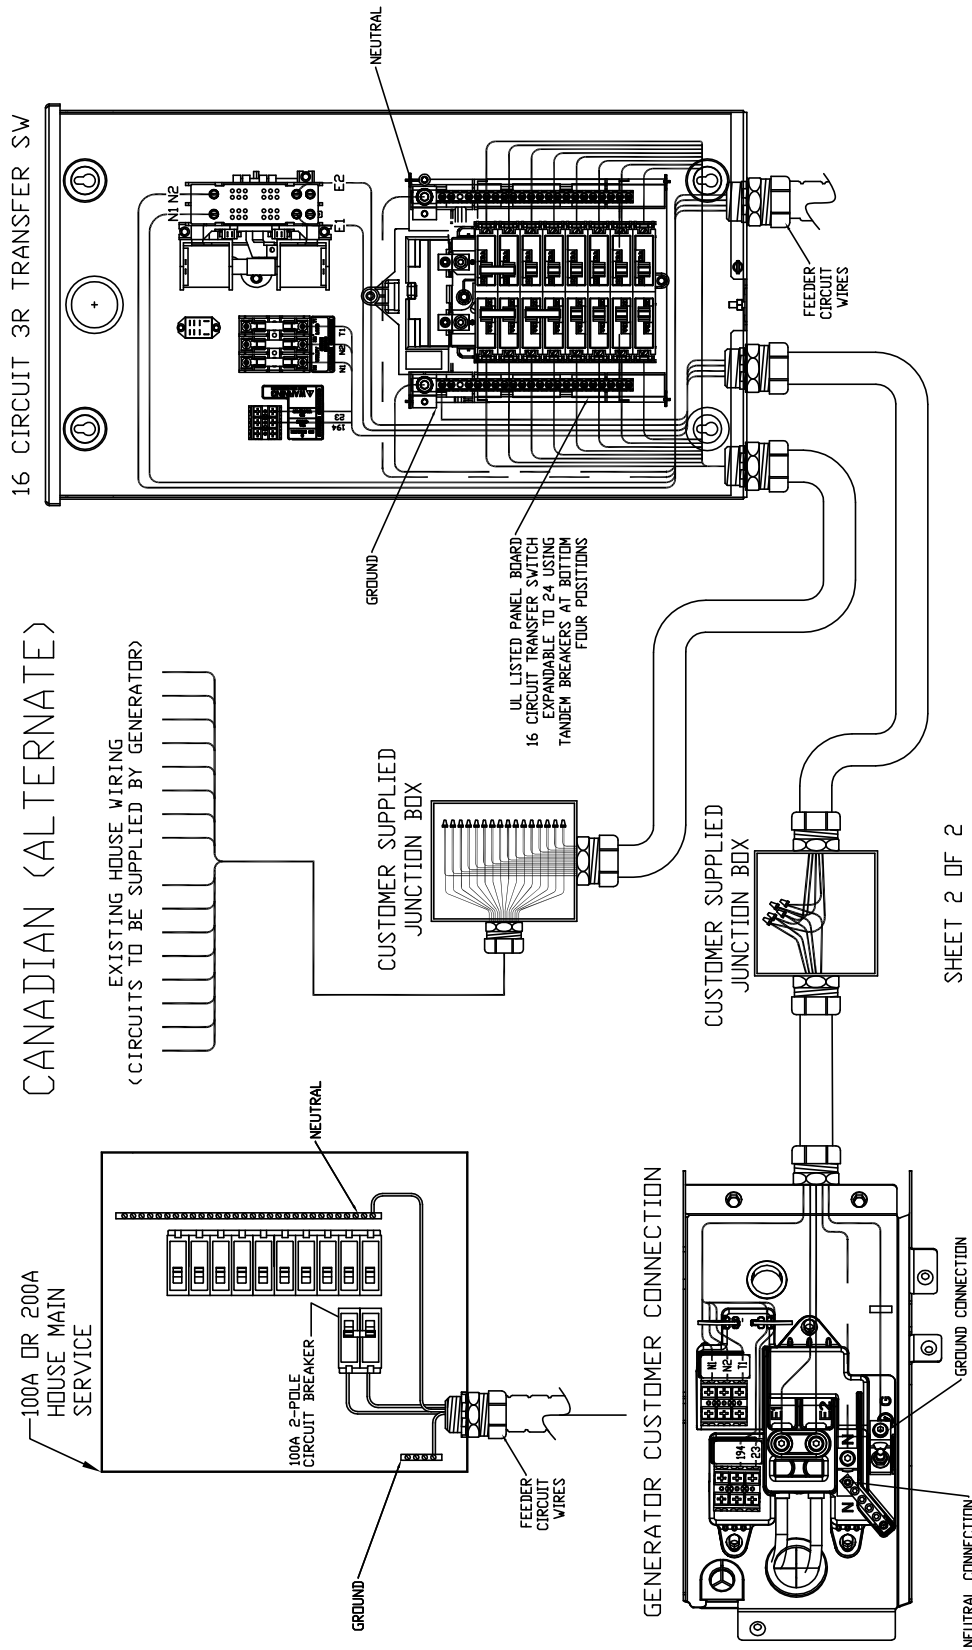 CANADIAN (ALTERNATE)
16 CIRCUIT 3R TRANSFER SW
100A OR 200A
HOUSE MAIN
SERVICE
EXISTING HOUSE WIRING
(CIRCUITS TO BE SUPPLIED BY GENERATOR)
NEUTRAL
100A 2-POLE
CIRCUIT BREAKER
GROUND
FEEDER
CIRCUIT
WIRES
N1
N2
E1
E2
N1
N2
T1
194
23
WARNING
NEUTRAL
GROUND
UL LISTED PANEL BOARD
16 CIRCUIT TRANSFER SWITCH
EXPANDABLE TO 24 USING
TANDEM BREAKERS AT BOTTOM
FOUR POSITIONS
FEEDER
CIRCUIT
WIRES
CUSTOMER SUPPLIED
JUNCTION BOX
CUSTOMER SUPPLIED
JUNCTION BOX
GENERATOR CUSTOMER CONNECTION
N1
N2
T1
194
23
E1
E2
N
N
G
GROUND CONNECTION
NEUTRAL CONNECTION
SHEET 2 OF 2